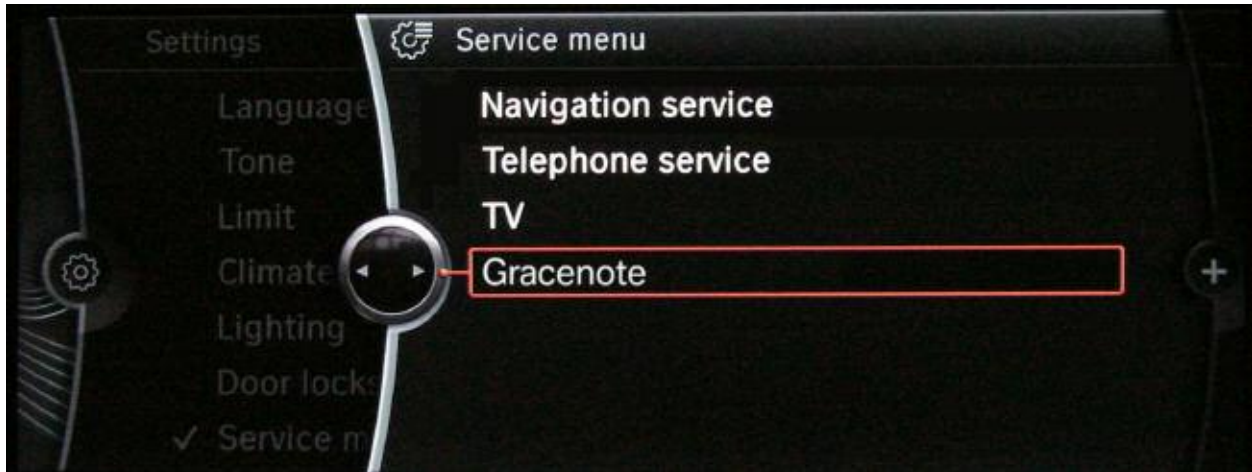 Settings
Language
Tone
Limit
Climate
Lighting
Door locks
Service m
Service menu
Navigation service
Telephone service
TV
Gracenote